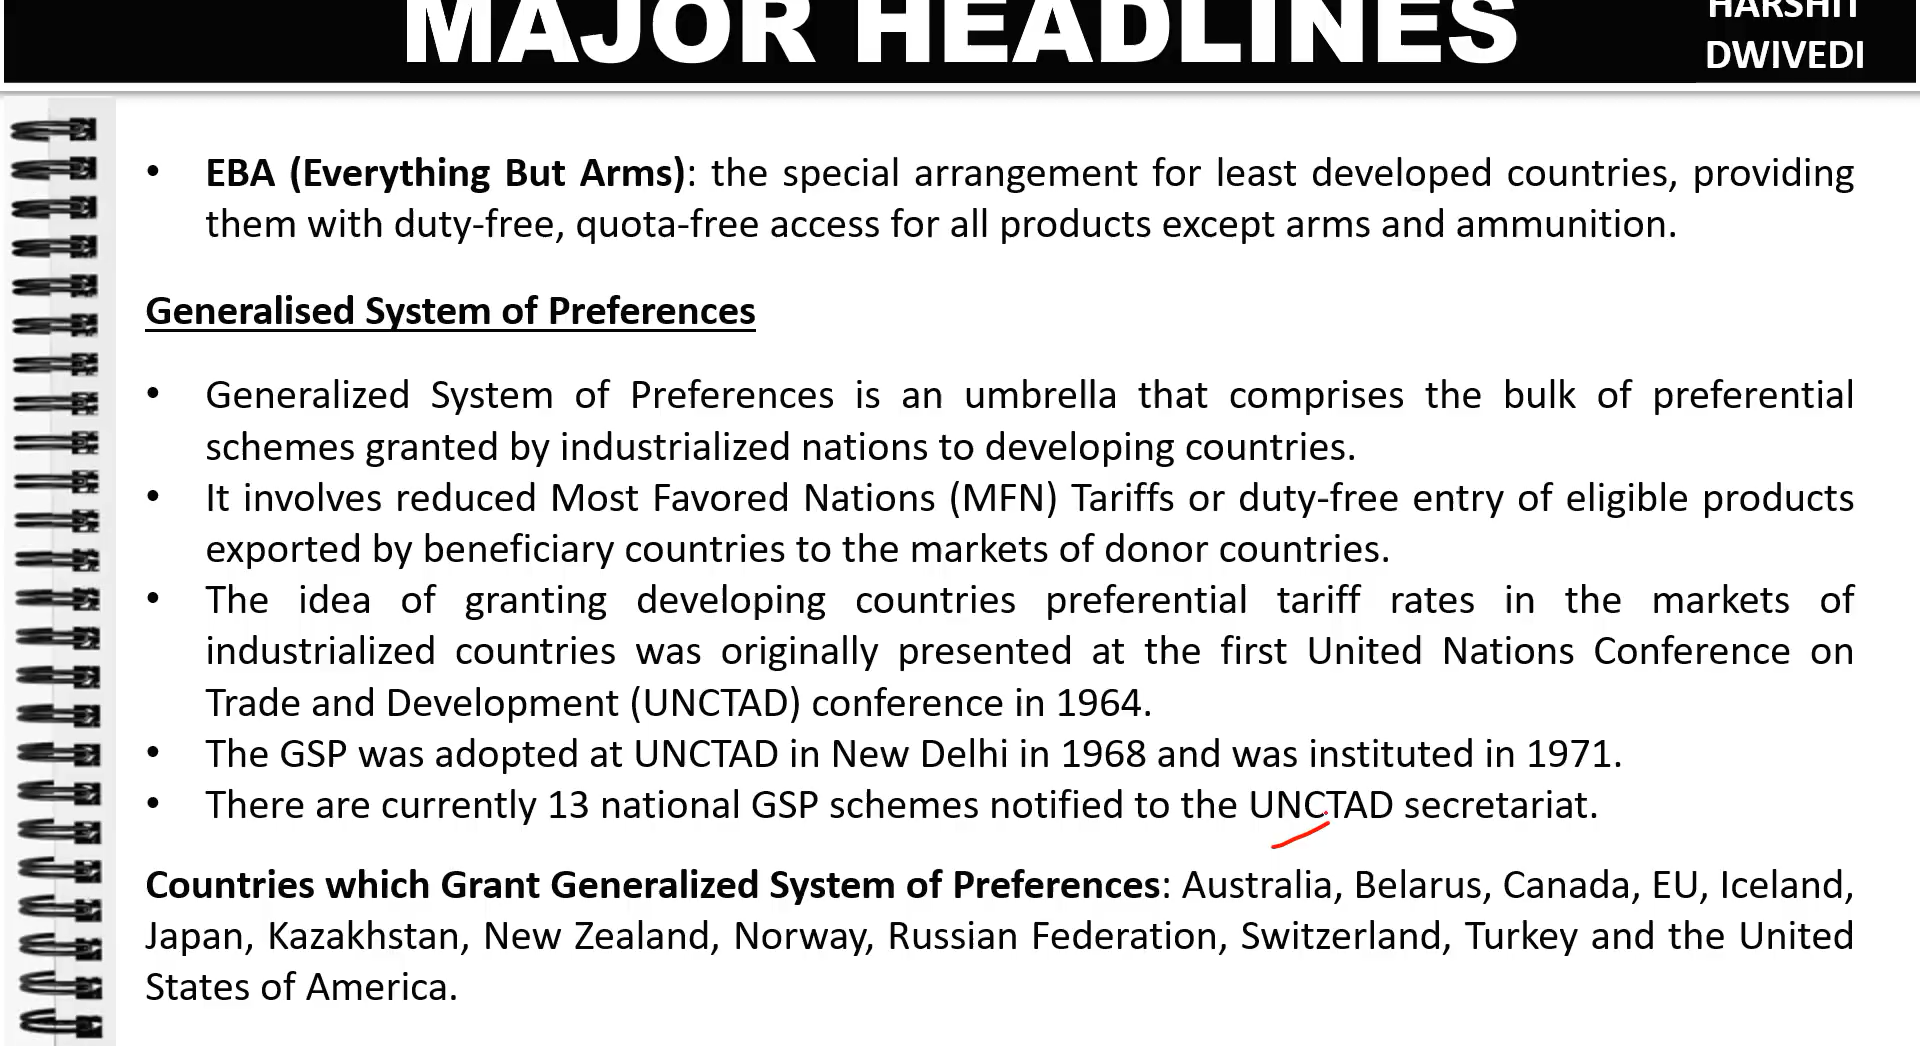 MAJOR HEADLINES
HARSHIT
DWIVEDI
• EBA (Everything But Arms): the special arrangement for least developed countries, providing
them with duty-free, quota-free access for all products except arms and ammunition.
Generalised System of Preferences
• Generalized System of Preferences is an umbrella that comprises the bulk of preferential
schemes granted by industrialized nations to developing countries.
• It involves reduced Most Favored Nations (MFN) Tariffs or duty-free entry of eligible products
exported by beneficiary countries to the markets of donor countries.
• The idea of granting developing countries preferential tariff rates in the markets of
industrialized countries was originally presented at the first United Nations Conference on
Trade and Development (UNCTAD) conference in 1964.
• The GSP was adopted at UNCTAD in New Delhi in 1968 and was instituted in 1971.
• There are currently 13 national GSP schemes notified to the UNCTAD secretariat.
Countries which Grant Generalized System of Preferences: Australia, Belarus, Canada, EU, Iceland,
Japan, Kazakhstan, New Zealand, Norway, Russian Federation, Switzerland, Turkey and the United
States of America.